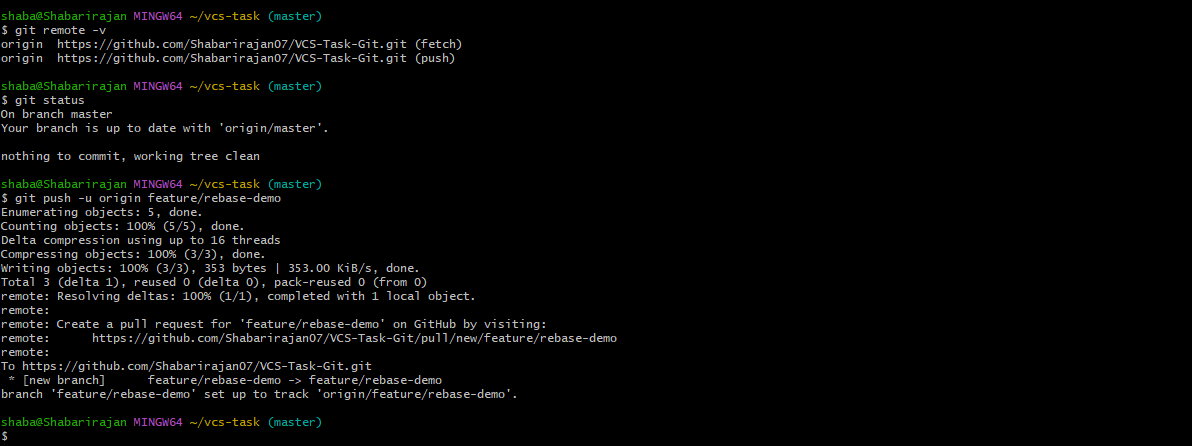 shaba@Shabarirajan MINGW64 ~/vcs-task (master)
$ git remote -v
origin  https://github.com/Shabarirajan07/VCS-Task-Git.git (fetch)
origin  https://github.com/Shabarirajan07/VCS-Task-Git.git (push)
shaba@Shabarirajan MINGW64 ~/vcs-task (master)
$ git status
On branch master
Your branch is up to date with 'origin/master'.
nothing to commit, working tree clean
shaba@Shabarirajan MINGW64 ~/vcs-task (master)
$ git push -u origin feature/rebase-demo
Enumerating objects: 5, done.
Counting objects: 100% (5/5), done.
Delta compression using up to 16 threads
Compressing objects: 100% (3/3), done.
Writing objects: 100% (3/3), 353 bytes | 353.00 KiB/s, done.
Total 3 (delta 1), reused 0 (delta 0), pack-reused 0 (from 0)
remote: Resolving deltas: 100% (1/1), completed with 1 local object.
remote:
remote: Create a pull request for 'feature/rebase-demo' on GitHub by visiting:
remote:      https://github.com/Shabarirajan07/VCS-Task-Git/pull/new/feature/rebase-demo
remote:
To https://github.com/Shabarirajan07/VCS-Task-Git.git
 * [new branch]      feature/rebase-demo -> feature/rebase-demo
branch 'feature/rebase-demo' set up to track 'origin/feature/rebase-demo'.
shaba@Shabarirajan MINGW64 ~/vcs-task (master)
$